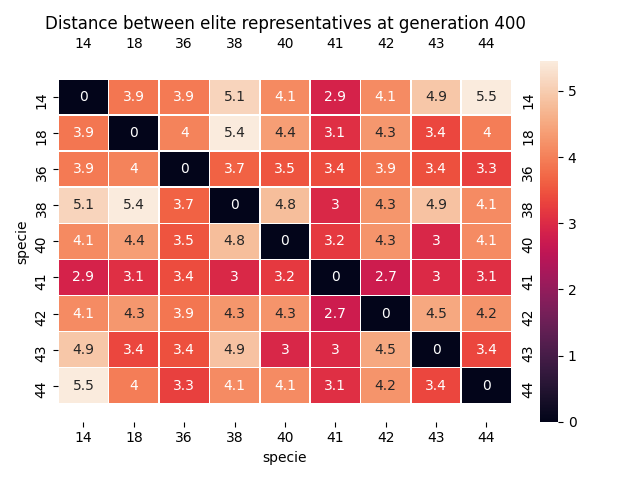 Distance between elite representatives at generation 400
14 18 36 38 40 41 42 43 44
14 0 3.9 3.9 5.1 4.1 2.9 4.1 4.9 5.5 14
18 3.9 0 4 5.4 4.4 3.1 4.3 3.4 4 18
36 3.9 4 0 3.7 3.5 3.4 3.9 3.4 3.3 36
38 5.1 5.4 3.7 0 4.8 3 4.3 4.9 4.1 38
40 4.1 4.4 3.5 4.8 0 3.2 4.3 3 4.1 40
41 2.9 3.1 3.4 3 3.2 0 2.7 3 3.1 41
42 4.1 4.3 3.9 4.3 4.3 2.7 0 4.5 4.2 42
43 4.9 3.4 3.4 4.9 3 3 4.5 0 3.4 43
44 5.5 4 3.3 4.1 4.1 3.1 4.2 3.4 0 44
14 18 36 38 40 41 42 43 44
specie
specie
5
4
3
2
1
0